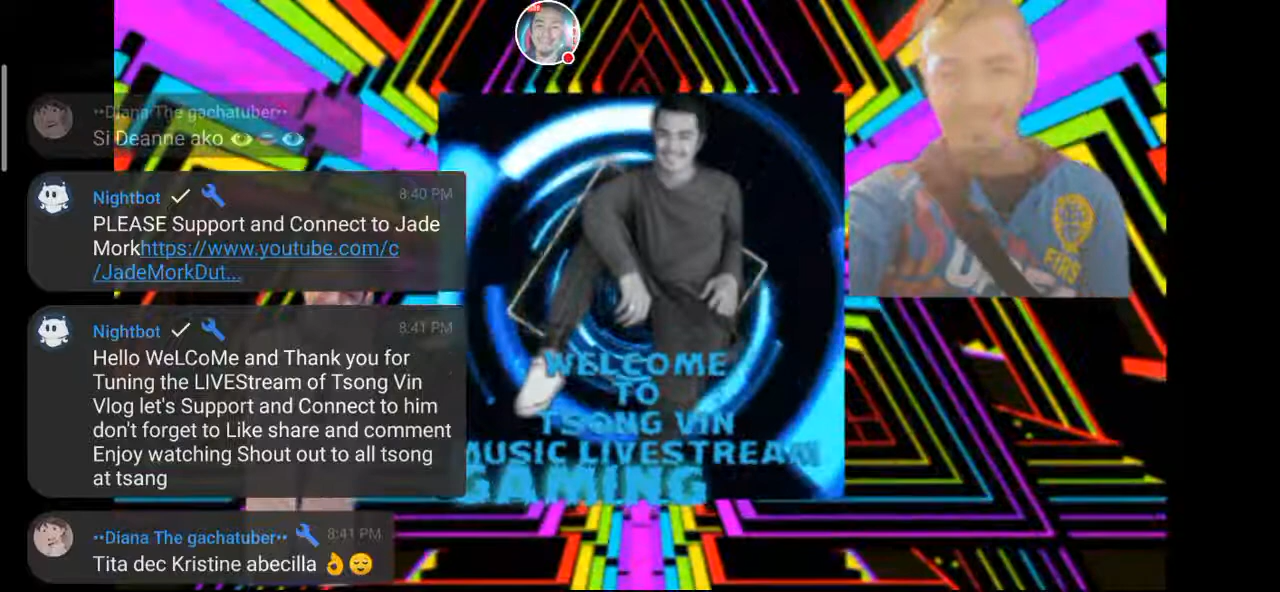 ••Diana The gachatuber••
Si Deanne ako 👁️👄👁️
Nightbot
8:40 PM
PLEASE Support and Connect to Jade
Morkhttps://www.youtube.com/c
/JadeMorkDut...
Nightbot
8:41 PM
Hello WeLCoMe and Thank you for
Tuning the LIVEStream of Tsong Vin
Vlog let's Support and Connect to him
don't forget to Like share and comment
Enjoy watching Shout out to all tsong
at tsang
••Diana The gachatuber••
8:41 PM
Tita dec Kristine abecilla 👌😌
WELCOME
TO
TSONG VIN
MUSIC LIVESTREAM
GAMING